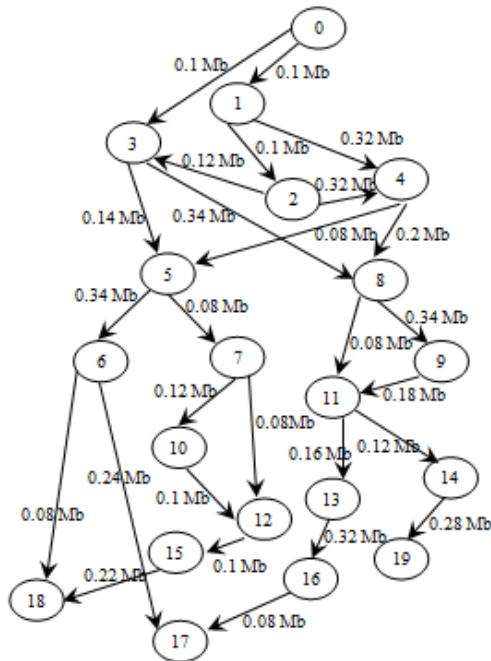 0
0.1 Mb
0.1 Mb
1
3
0.1 Mb
0.32 Mb
0.12 Mb
2
0.32 Mb
4
0.14 Mb
0.34 Mb
0.08 Mb
0.2 Mb
5
8
0.34 Mb
0.08 Mb
0.34 Mb
6
7
0.08 Mb
9
0.12 Mb
0.18 Mb
11
0.08Mb
10
0.16 Mb
0.12 Mb
0.24 Mb
14
0.1 Mb
13
0.08 Mb
12
0.28 Mb
0.32 Mb
15
0.1 Mb
19
0.22 Mb
16
18
0.08 Mb
17